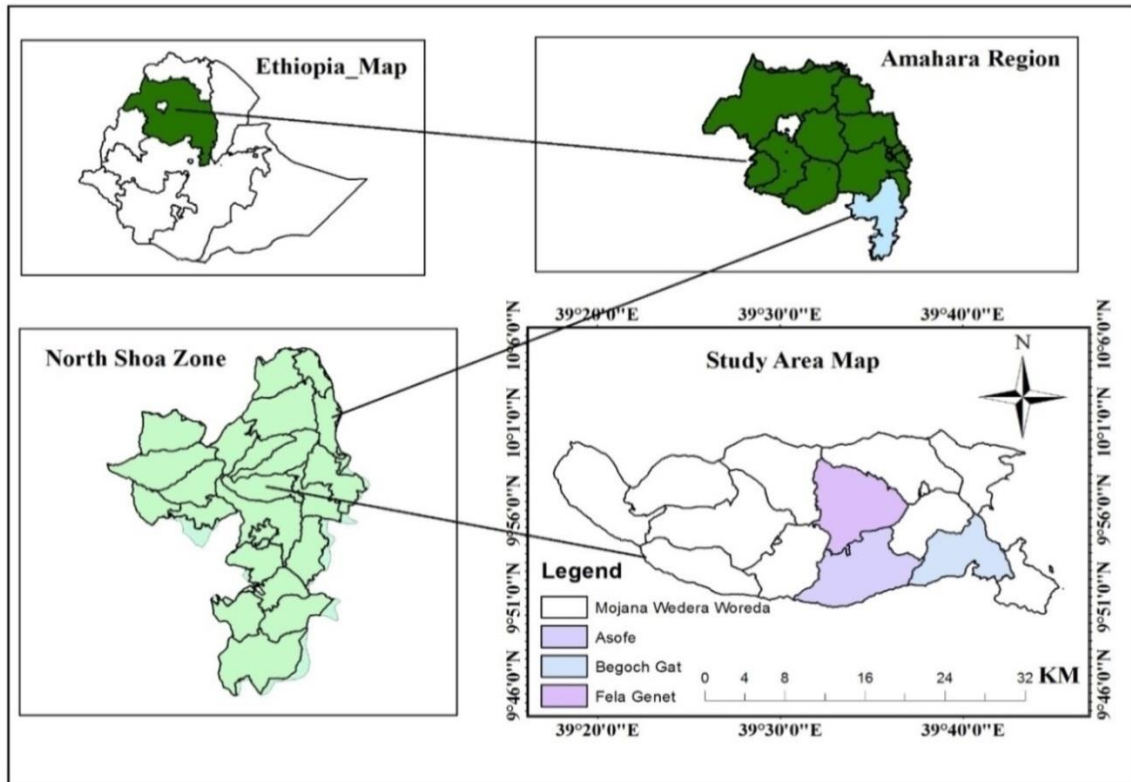 Ethiopia_Map
Amahara Region
North Shoa Zone
39°20'0"E 39°30'0"E 39°40'0"E
Study Area Map
N
10°6'0"N
10°1'0"N
9°56'0"N
9°51'0"N
9°46'0"N
10°6'0"N
10°1'0"N
9°56'0"N
9°51'0"N
9°46'0"N
Legend
Mojana Wedera Woreda
Asofe
Begoch Gat
Fela Genet
0 4 8 16 24 32 KM
39°20'0"E 39°30'0"E 39°40'0"E